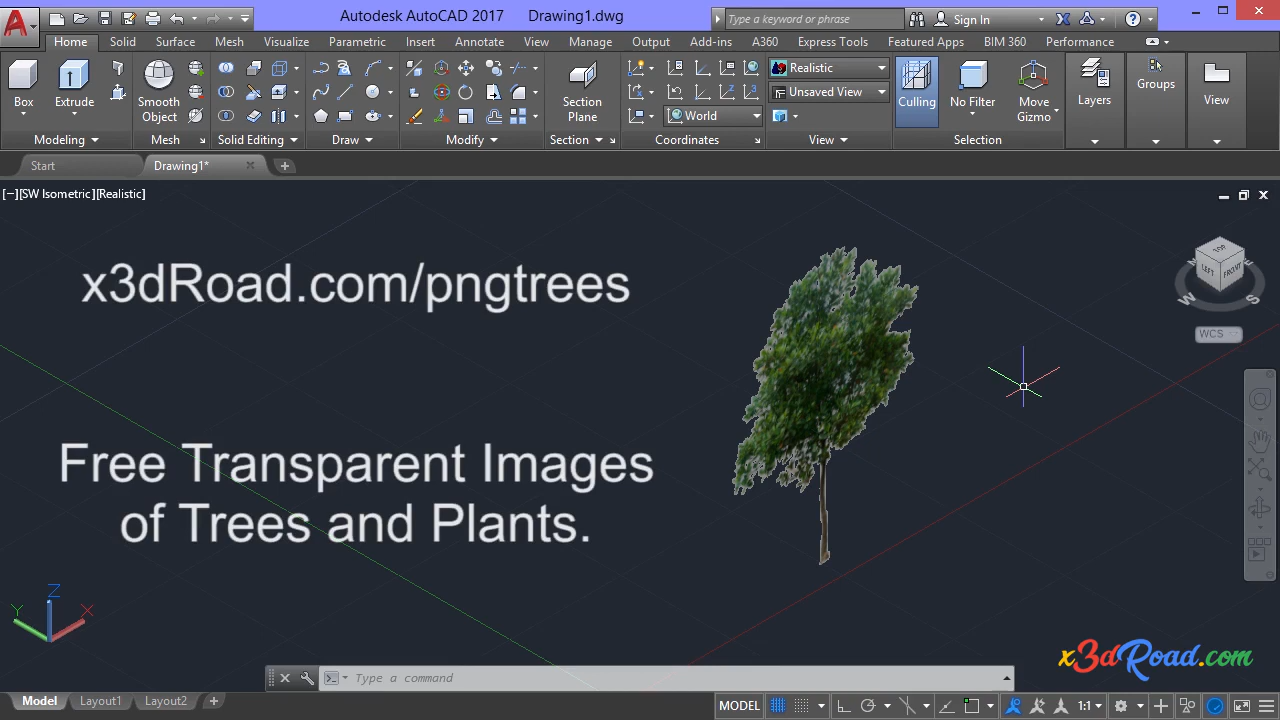 Autodesk AutoCAD 2017 Drawing1.dwg
Type a keyword or phrase
Sign In
Home Solid Surface Mesh Visualize Parametric Insert Annotate View Manage Output Add-ins A360 Express Tools Featured Apps BIM 360 Performance
Box
Extrude
Smooth
Object
Section
Plane
World
Realistic
Unsaved View
Culling
No Filter
Move
Gizmo
Layers
Groups
View
Modeling Mesh Solid Editing Draw Modify Section Coordinates View Selection
Start Drawing1*
[−][SW Isometric][Realistic]
x3dRoad.com/pngtrees
TOP
LEFT
FRONT
W
S
WCS
Free Transparent Images
of Trees and Plants.
Z
Y
X
x3dRoad.com
Type a command
Model Layout1 Layout2
MODEL
1:1